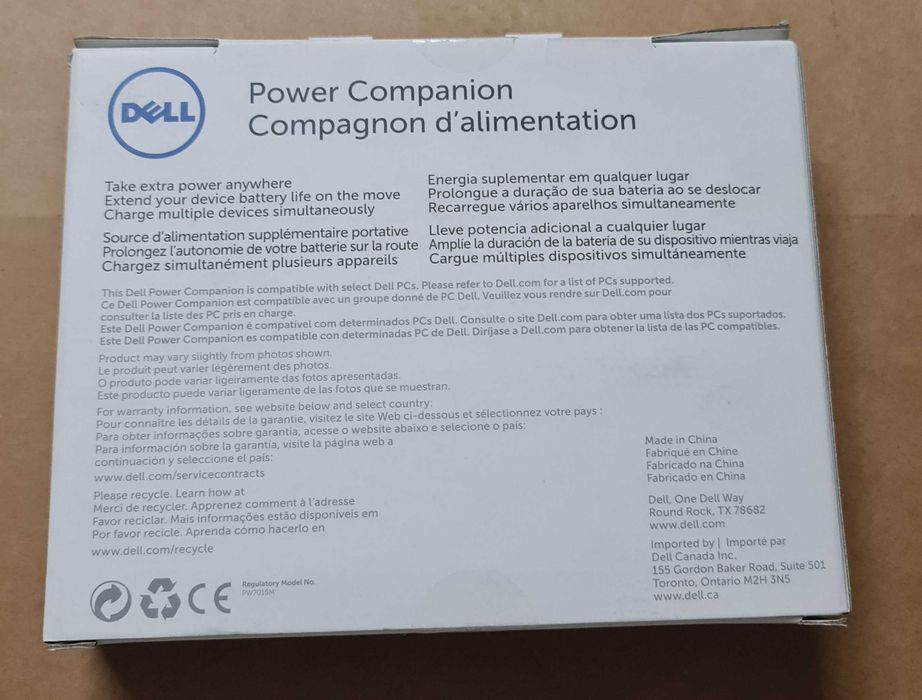 DELL
Power Companion
Compagnon d'alimentation
Take extra power anywhere
Extend your device battery life on the move
Charge multiple devices simultaneously
Source d'alimentation supplémentaire portative
Prolongez l'autonomie de votre batterie sur la route
Chargez simultanément plusieurs appareils
Energia suplementar em qualquer lugar
Prolongue a duração de sua bateria ao se deslocar
Recarregue vários aparelhos simultaneamente
Lleve potencia adicional a cualquier lugar
Amplíe la duración de la batería de su dispositivo mientras viaja
Cargue múltiples dispositivos simultáneamente
This Dell Power Companion is compatible with select Dell PCs. Please refer to Dell.com for a list of PCs supported.
Ce Dell Power Companion est compatible avec un groupe donné de PC Dell. Veuillez vous rendre sur Dell.com pour
consulter la liste des PC pris en charge.
Este Dell Power Companion é compatível com determinados PCs Dell. Consulte o site Dell.com para obter uma lista dos PCs suportados.
Este Dell Power Companion es compatible con determinadas PC de Dell. Diríjase a Dell.com para obtener la lista de las PC compatibles.
Product may vary slightly from photos shown.
Le produit peut varier légèrement des photos.
O produto pode variar ligeiramente das fotos apresentadas.
Este producto puede variar ligeramente de las fotos que se muestran.
For warranty information, see website below and select country:
Pour connaître les détails de la garantie, visitez le site Web ci-dessous et sélectionnez votre pays :
Para obter informações sobre garantia, acesse o website abaixo e selecione o país:
Para información sobre la garantía, visite la página web a
continuación y seleccione el país:
www.dell.com/servicecontracts
Please recycle. Learn how at
Merci de recycler. Apprenez comment à l'adresse
Favor reciclar. Mais informações estão disponíveis em
Por favor recicle. Aprenda cómo hacerlo en
www.dell.com/recycle
Made in China
Fabriqué en Chine
Fabricado na China
Fabricado en China
Dell, One Dell Way
Round Rock, TX 78682
www.dell.com
Imported by | Importé par
Dell Canada Inc.
155 Gordon Baker Road, Suite 501
Toronto, Ontario M2H 3N5
www.dell.ca
CE
Regulatory Model No.
PW7015M